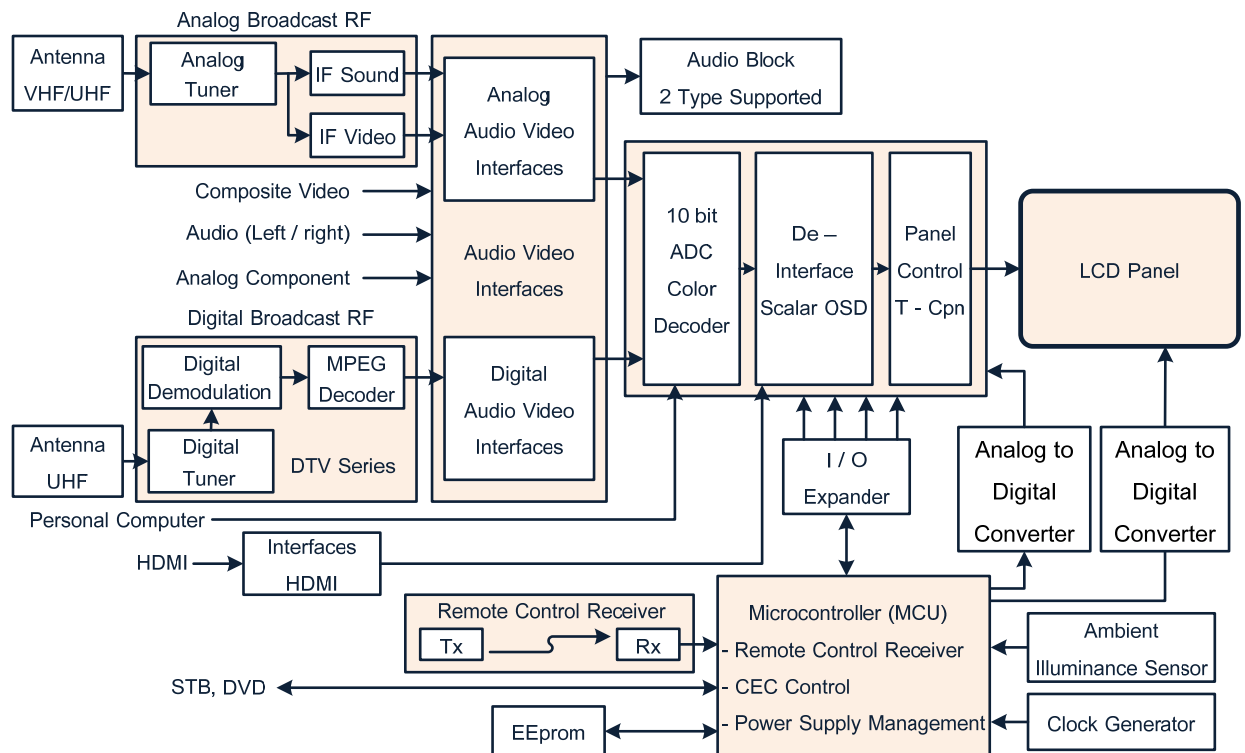 Analog Broadcast RF
Antenna
VHF/UHF
Analog
Tuner
IF Sound
IF Video
Analog
Audio Video
Interfaces
Audio Block
2 Type Supported
Composite Video
Audio (Left / right)
Analog Component
Audio Video
Interfaces
10 bit
ADC
Color
Decoder
De –
Interface
Scalar OSD
Panel
Control
T - Cpn
LCD Panel
Digital Broadcast RF
Digital
Demodulation
MPEG
Decoder
Digital
Audio Video
Interfaces
Antenna
UHF
Digital
Tuner
DTV Series
I / O
Expander
Analog to
Digital
Converter
Analog to
Digital
Converter
Personal Computer
HDMI
Interfaces
HDMI
Remote Control Receiver
Tx
Rx
Microcontroller (MCU)
- Remote Control Receiver
- CEC Control
- Power Supply Management
Ambient
Illuminance Sensor
STB, DVD
EEprom
Clock Generator